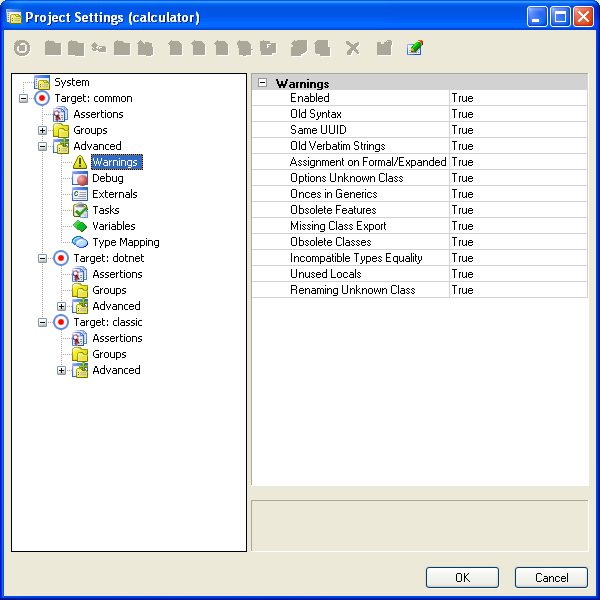 Project Settings (calculator)
System
Target: common
Assertions
Groups
Advanced
Warnings
Debug
Externals
Tasks
Variables
Type Mapping
Target: dotnet
Assertions
Groups
Advanced
Target: classic
Assertions
Groups
Advanced
Warnings
Enabled True
Old Syntax True
Same UUID True
Old Verbatim Strings True
Assignment on Formal/Expanded True
Options Unknown Class True
Onces in Generics True
Obsolete Features True
Missing Class Export True
Obsolete Classes True
Incompatible Types Equality True
Unused Locals True
Renaming Unknown Class True
OK Cancel